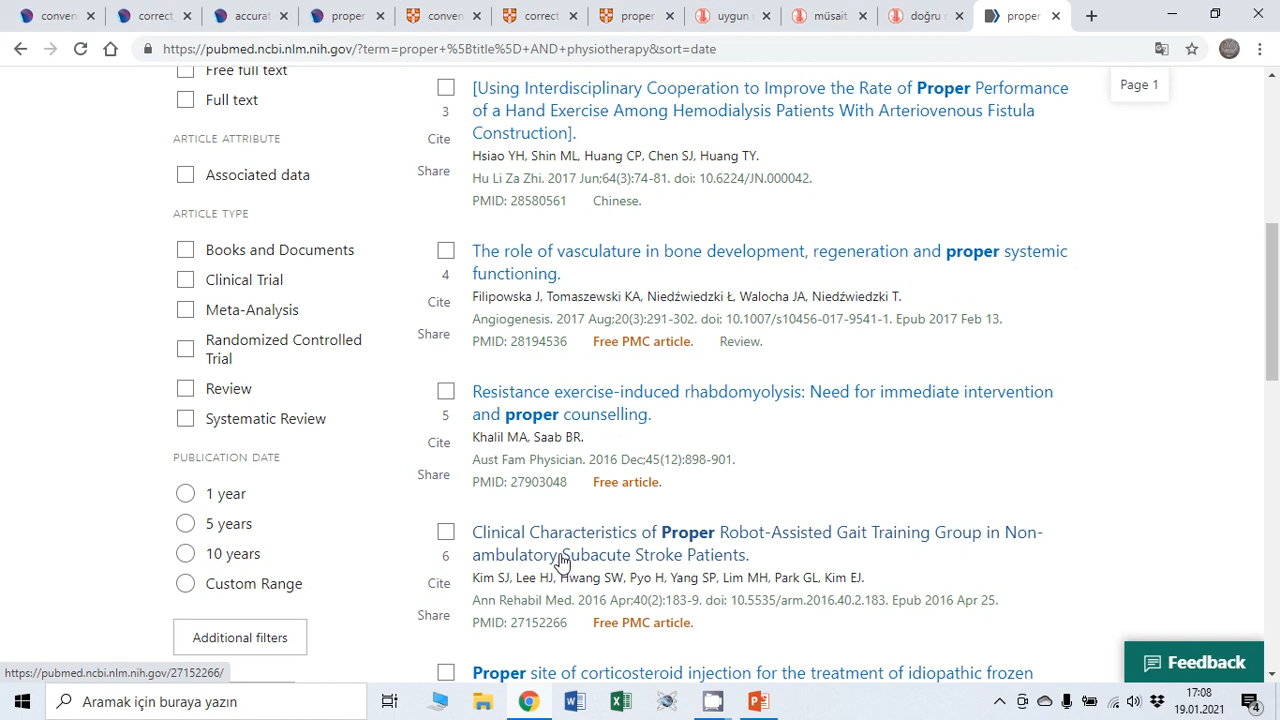 conven
correct
accurat
proper
conven
correct
proper
uygun
müsait
doğru
proper
https://pubmed.ncbi.nlm.nih.gov/?term=proper+%5Btitle%5D+AND+physiotherapy&sort=date
Free full text
Full text
ARTICLE ATTRIBUTE
Associated data
ARTICLE TYPE
Books and Documents
Clinical Trial
Meta-Analysis
Randomized Controlled
Trial
Review
Systematic Review
PUBLICATION DATE
1 year
5 years
10 years
Custom Range
Additional filters
Page 1
3
Cite
Share
[Using Interdisciplinary Cooperation to Improve the Rate of Proper Performance
of a Hand Exercise Among Hemodialysis Patients With Arteriovenous Fistula
Construction].
Hsiao YH, Shin ML, Huang CP, Chen SJ, Huang TY.
Hu Li Za Zhi. 2017 Jun;64(3):74-81. doi: 10.6224/JN.000042.
PMID: 28580561 Chinese.
4
Cite
Share
The role of vasculature in bone development, regeneration and proper systemic
functioning.
Filipowska J, Tomaszewski KA, Niedźwiedzki Ł, Walocha JA, Niedźwiedzki T.
Angiogenesis. 2017 Aug;20(3):291-302. doi: 10.1007/s10456-017-9541-1. Epub 2017 Feb 13.
PMID: 28194536 Free PMC article. Review.
5
Cite
Share
Resistance exercise-induced rhabdomyolysis: Need for immediate intervention
and proper counselling.
Khalil MA, Saab BR.
Aust Fam Physician. 2016 Dec;45(12):898-901.
PMID: 27903048 Free article.
6
Cite
Share
Clinical Characteristics of Proper Robot-Assisted Gait Training Group in Non-
ambulatory Subacute Stroke Patients.
Kim SJ, Lee HJ, Hwang SW, Pyo H, Yang SP, Lim MH, Park GL, Kim EJ.
Ann Rehabil Med. 2016 Apr;40(2):183-9. doi: 10.5535/arm.2016.40.2.183. Epub 2016 Apr 25.
PMID: 27152266 Free PMC article.
Proper site of corticosteroid injection for the treatment of idiopathic frozen
Feedback
https://pubmed.ncbi.nlm.nih.gov/27152266/
Aramak için buraya yazın
17:08
19.01.2021
4